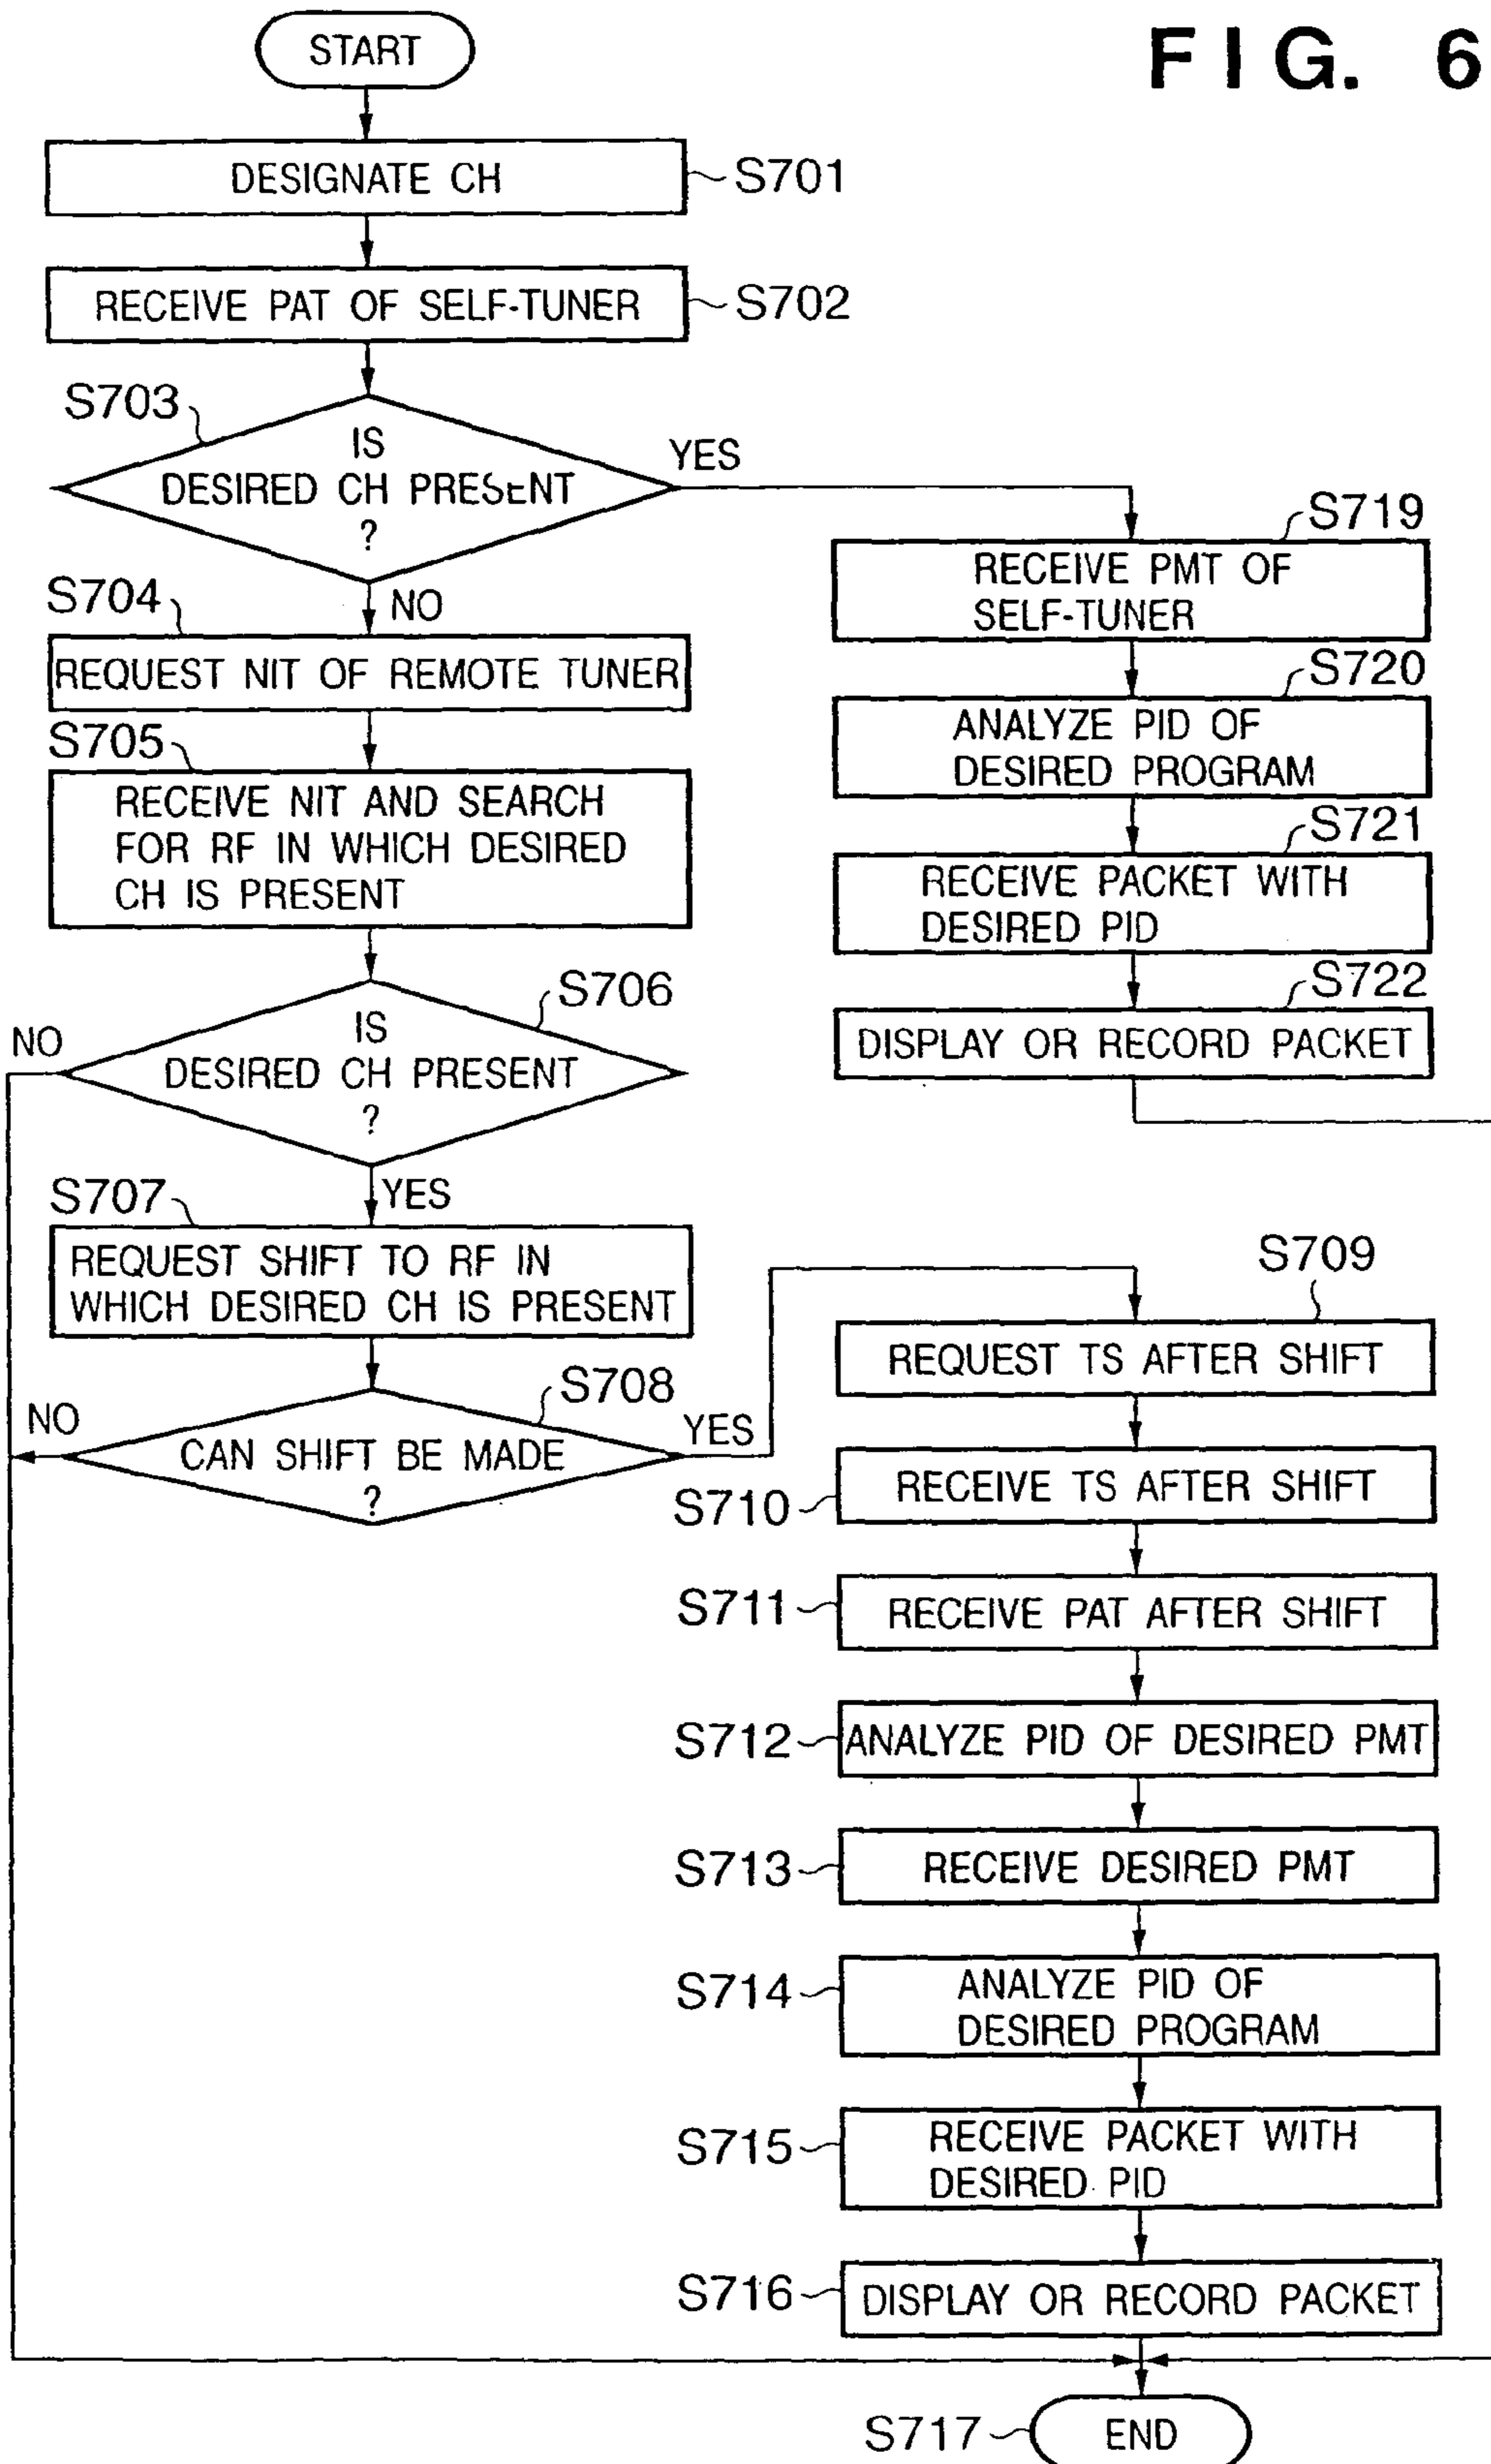 FIG. 6
START
DESIGNATE CH
S701
RECEIVE PAT OF SELF-TUNER
S702
S703
IS
DESIRED CH PRESENT
?
YES
NO
S704
REQUEST NIT OF REMOTE TUNER
S705
RECEIVE NIT AND SEARCH
FOR RF IN WHICH DESIRED
CH IS PRESENT
S706
IS
DESIRED CH PRESENT
?
NO
YES
S707
REQUEST SHIFT TO RF IN
WHICH DESIRED CH IS PRESENT
S708
CAN SHIFT BE MADE
?
NO
YES
S719
RECEIVE PMT OF
SELF-TUNER
S720
ANALYZE PID OF
DESIRED PROGRAM
S721
RECEIVE PACKET WITH
DESIRED PID
S722
DISPLAY OR RECORD PACKET
S709
REQUEST TS AFTER SHIFT
S710
RECEIVE TS AFTER SHIFT
S711
RECEIVE PAT AFTER SHIFT
S712
ANALYZE PID OF DESIRED PMT
S713
RECEIVE DESIRED PMT
S714
ANALYZE PID OF
DESIRED PROGRAM
S715
RECEIVE PACKET WITH
DESIRED PID
S716
DISPLAY OR RECORD PACKET
S717
END